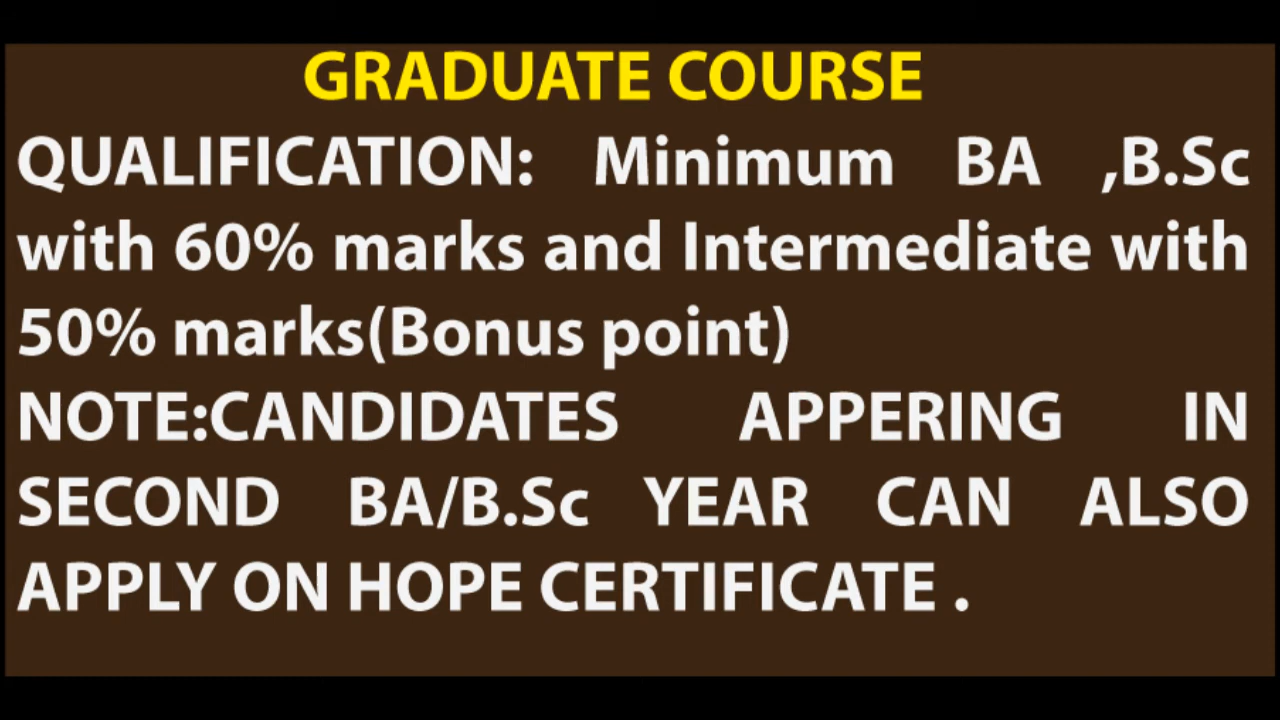 GRADUATE COURSE
QUALIFICATION: Minimum BA ,B.Sc
with 60% marks and Intermediate with
50% marks(Bonus point)
NOTE:CANDIDATES APPERING IN
SECOND BA/B.Sc YEAR CAN ALSO
APPLY ON HOPE CERTIFICATE .